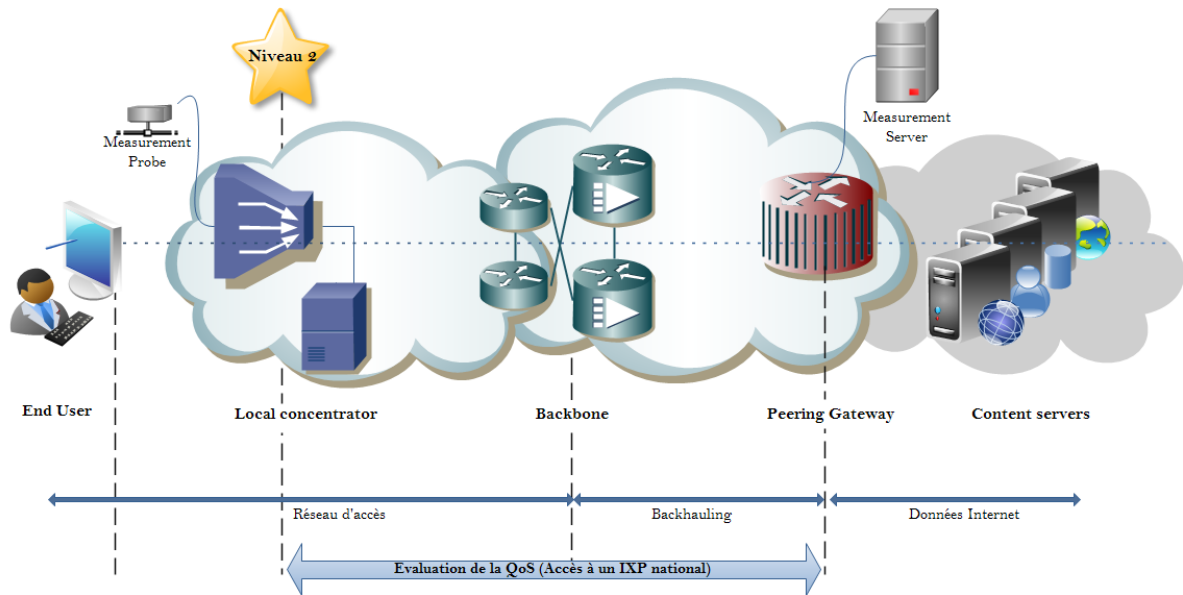 Niveau 2
Measurement
Probe
Measurement
Server
End User
Local concentrator
Backbone
Peering Gateway
Content servers
Réseau d'accès
Backhauling
Données Internet
Evaluation de la QoS (Accès à un IXP national)